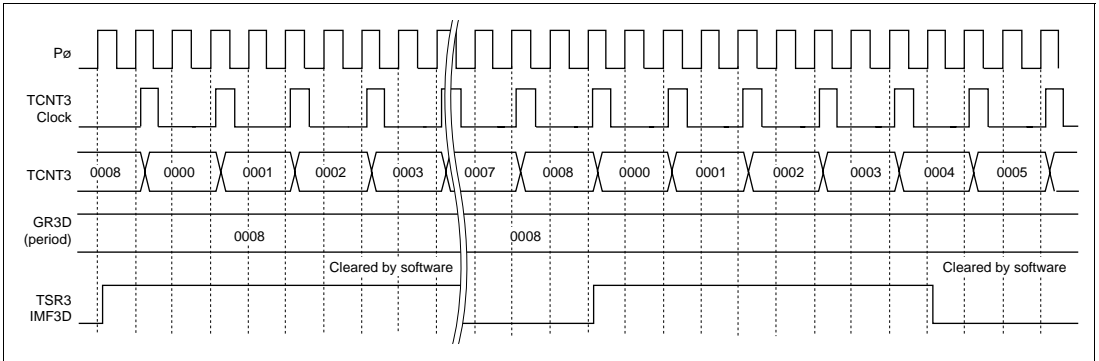 Pø
TCNT3
Clock
TCNT3
0008 0000 0001 0002 0003 0007 0008 0000 0001 0002 0003 0004 0005
GR3D
(period)
0008 0008
Cleared by software Cleared by software
TSR3
IMF3D